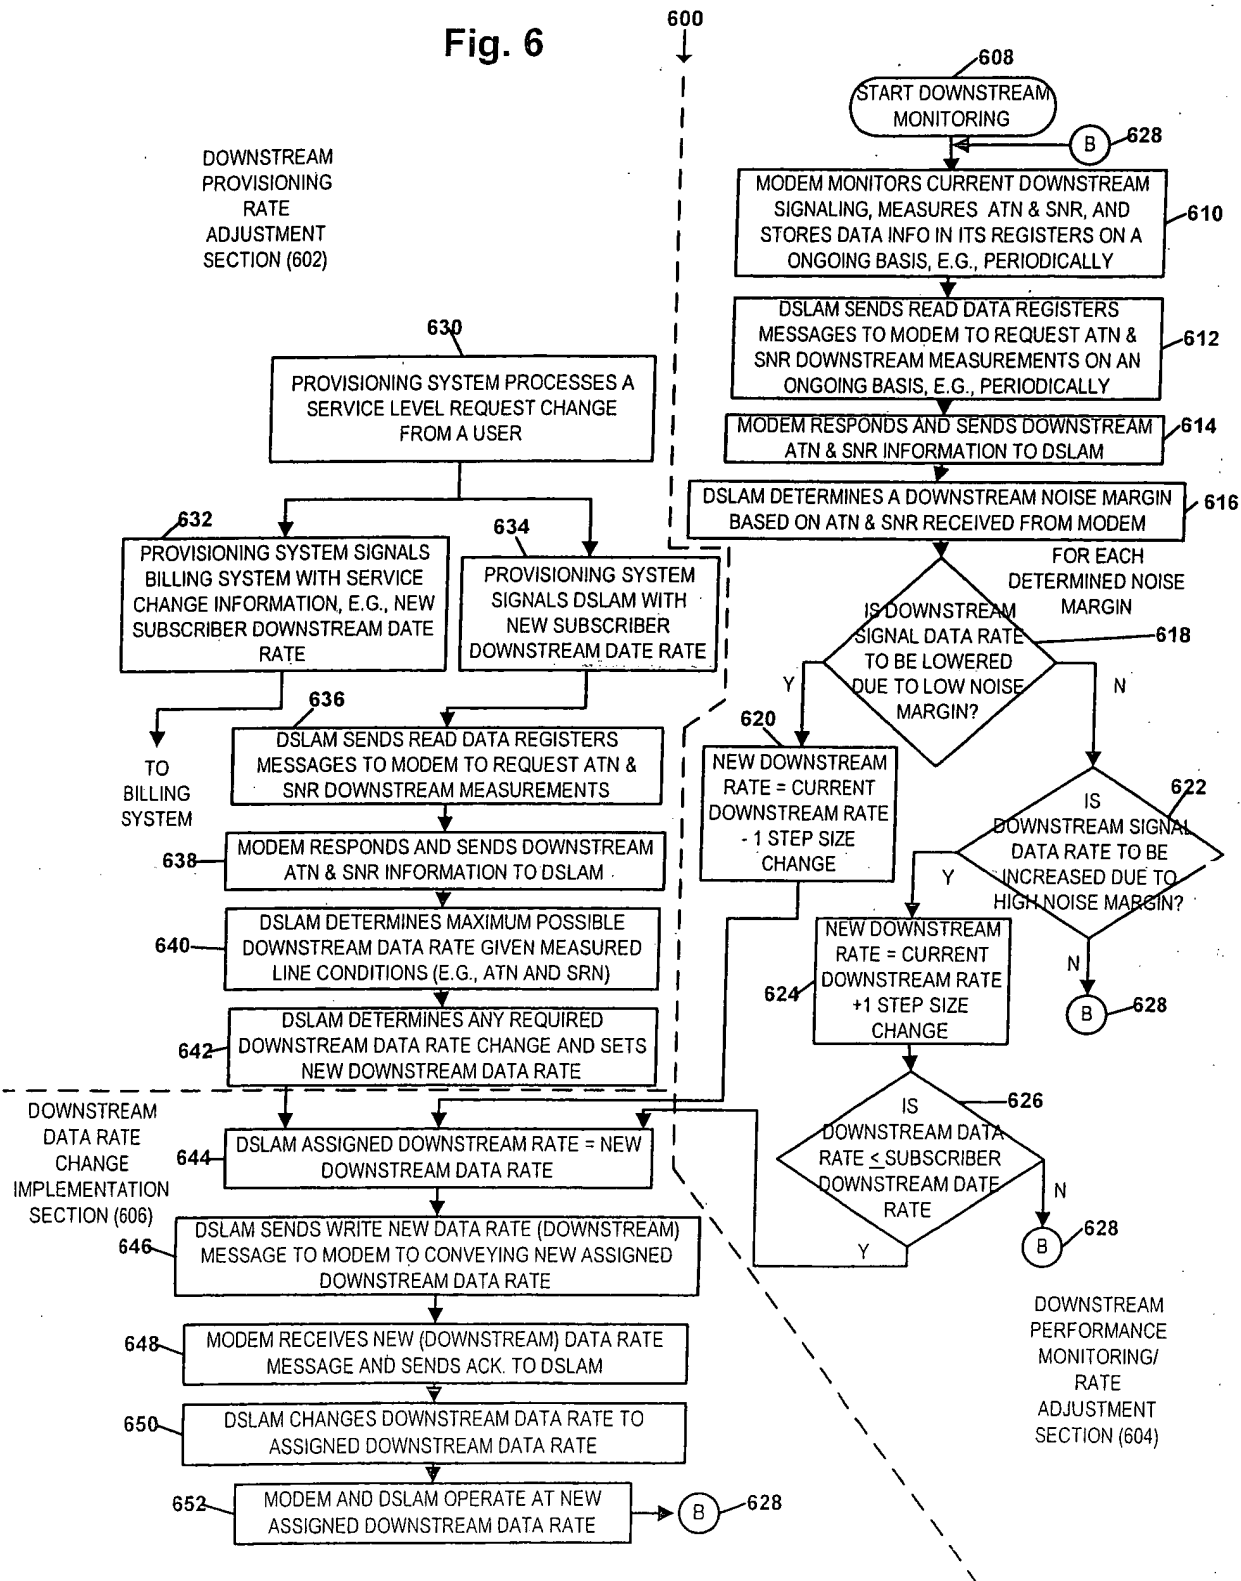 Fig. 6
600
608
START DOWNSTREAM
MONITORING
B
628
MODEM MONITORS CURRENT DOWNSTREAM
SIGNALING, MEASURES ATN & SNR, AND
STORES DATA INFO IN ITS REGISTERS ON A
ONGOING BASIS, E.G., PERIODICALLY
610
DSLAM SENDS READ DATA REGISTERS
MESSAGES TO MODEM TO REQUEST ATN &
SNR DOWNSTREAM MEASUREMENTS ON AN
ONGOING BASIS, E.G., PERIODICALLY
612
MODEM RESPONDS AND SENDS DOWNSTREAM
ATN & SNR INFORMATION TO DSLAM
614
DSLAM DETERMINES A DOWNSTREAM NOISE MARGIN
BASED ON ATN & SNR RECEIVED FROM MODEM
616
FOR EACH
DETERMINED NOISE
MARGIN
IS DOWNSTREAM
SIGNAL DATA RATE
TO BE LOWERED
DUE TO LOW NOISE
MARGIN?
618
Y
N
620
NEW DOWNSTREAM
RATE = CURRENT
DOWNSTREAM RATE
- 1 STEP SIZE
CHANGE
622
IS
DOWNSTREAM SIGNAL
DATA RATE TO BE
INCREASED DUE TO
HIGH NOISE MARGIN?
Y
N
B
628
NEW DOWNSTREAM
RATE = CURRENT
DOWNSTREAM RATE
+1 STEP SIZE
CHANGE
624
626
IS
DOWNSTREAM DATA
RATE ≤ SUBSCRIBER
DOWNSTREAM DATE
RATE
N
Y
B
628
DOWNSTREAM
PERFORMANCE
MONITORING/
RATE
ADJUSTMENT
SECTION (604)
DOWNSTREAM
PROVISIONING
RATE
ADJUSTMENT
SECTION (602)
630
PROVISIONING SYSTEM PROCESSES A
SERVICE LEVEL REQUEST CHANGE
FROM A USER
632
PROVISIONING SYSTEM SIGNALS
BILLING SYSTEM WITH SERVICE
CHANGE INFORMATION, E.G., NEW
SUBSCRIBER DOWNSTREAM DATE
RATE
634
PROVISIONING SYSTEM
SIGNALS DSLAM WITH
NEW SUBSCRIBER
DOWNSTREAM DATE RATE
TO
BILLING
SYSTEM
636
DSLAM SENDS READ DATA REGISTERS
MESSAGES TO MODEM TO REQUEST ATN &
SNR DOWNSTREAM MEASUREMENTS
638
MODEM RESPONDS AND SENDS DOWNSTREAM
ATN & SNR INFORMATION TO DSLAM
640
DSLAM DETERMINES MAXIMUM POSSIBLE
DOWNSTREAM DATA RATE GIVEN MEASURED
LINE CONDITIONS (E.G., ATN AND SRN)
642
DSLAM DETERMINES ANY REQUIRED
DOWNSTREAM DATA RATE CHANGE AND SETS
NEW DOWNSTREAM DATA RATE
DOWNSTREAM
DATA RATE
CHANGE
IMPLEMENTATION
SECTION (606)
644
DSLAM ASSIGNED DOWNSTREAM RATE = NEW
DOWNSTREAM DATA RATE
646
DSLAM SENDS WRITE NEW DATA RATE (DOWNSTREAM)
MESSAGE TO MODEM TO CONVEYING NEW ASSIGNED
DOWNSTREAM DATA RATE
648
MODEM RECEIVES NEW (DOWNSTREAM) DATA RATE
MESSAGE AND SENDS ACK. TO DSLAM
650
DSLAM CHANGES DOWNSTREAM DATA RATE TO
ASSIGNED DOWNSTREAM DATA RATE
652
MODEM AND DSLAM OPERATE AT NEW
ASSIGNED DOWNSTREAM DATA RATE
B
628